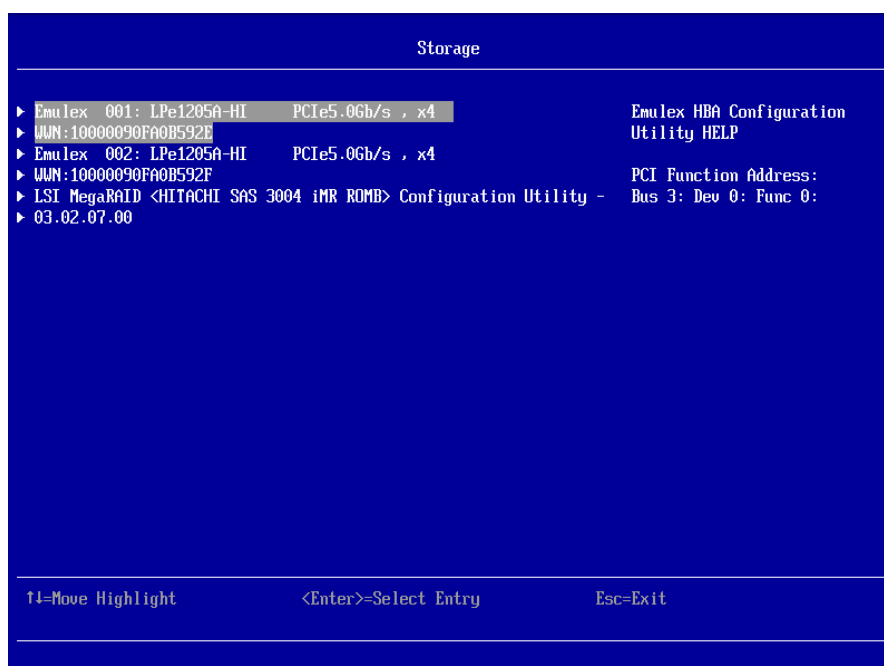 Storage
▶ Emulex  001: LPe1205A-HI      PCIe5.0Gb/s , x4
▶ WWN:10000090FA0B592E
▶ Emulex  002: LPe1205A-HI      PCIe5.0Gb/s , x4
▶ WWN:10000090FA0B592F
▶ LSI MegaRAID <HITACHI SAS 3004 iMR ROMB> Configuration Utility -
▶ 03.02.07.00
Emulex HBA Configuration
Utility HELP
PCI Function Address:
Bus 3: Dev 0: Func 0:
↑↓=Move Highlight <Enter>=Select Entry Esc=Exit